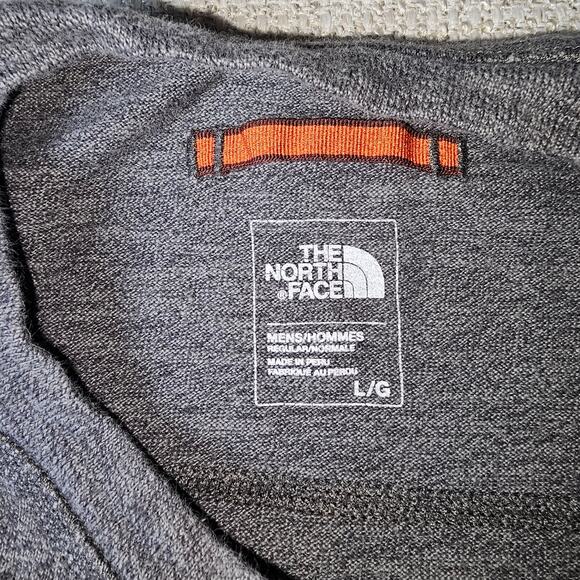 THE
NORTH
®FACE
MENS/HOMMES
REGULAR/NORMALE
MADE IN PERU
FABRIQUÉ AU PÉROU
L/G